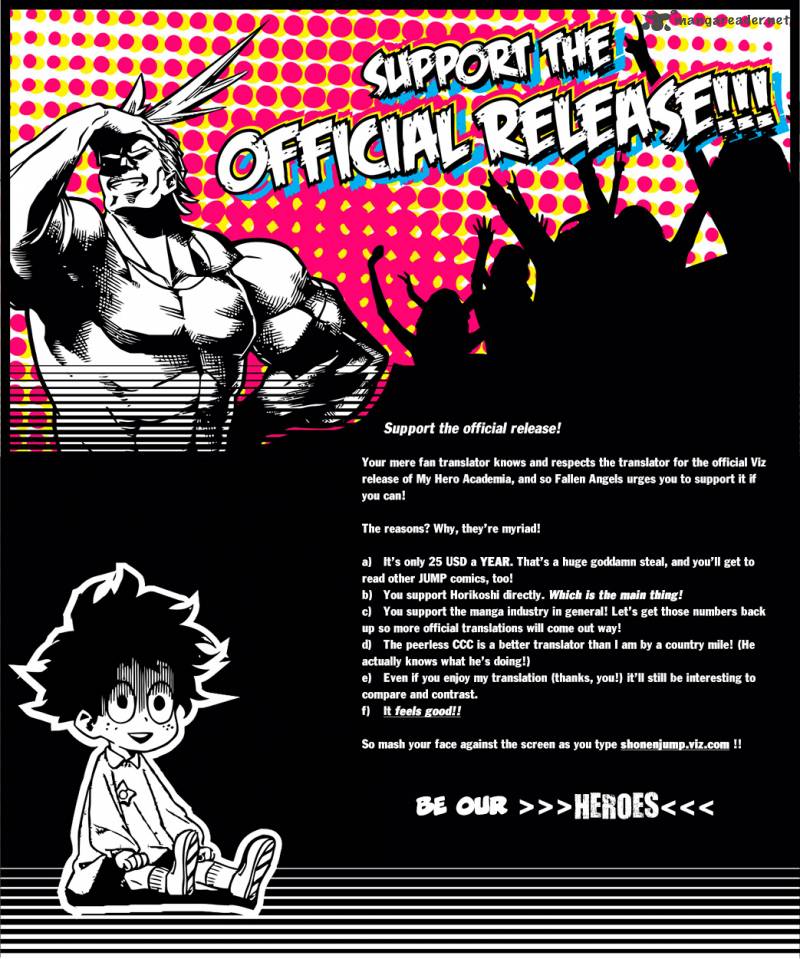 mangareader.net
SUPPORT THE
OFFICIAL RELEASE!!!
Support the official release!
Your mere fan translator knows and respects the translator for the official Viz
release of My Hero Academia, and so Fallen Angels urges you to support it if
you can!
The reasons? Why, they're myriad!
a) It's only 25 USD a YEAR. That's a huge goddamn steal, and you'll get to
read other JUMP comics, too!
b) You support Horikoshi directly. Which is the main thing!
c) You support the manga industry in general! Let's get those numbers back
up so more official translations will come out way!
d) The peerless CCC is a better translator than I am by a country mile! (He
actually knows what he's doing!)
e) Even if you enjoy my translation (thanks, you!) it'll still be interesting to
compare and contrast.
f) It feels good!!
So mash your face against the screen as you type shonenjump.viz.com !!
BE OUR >>>HEROES<<<